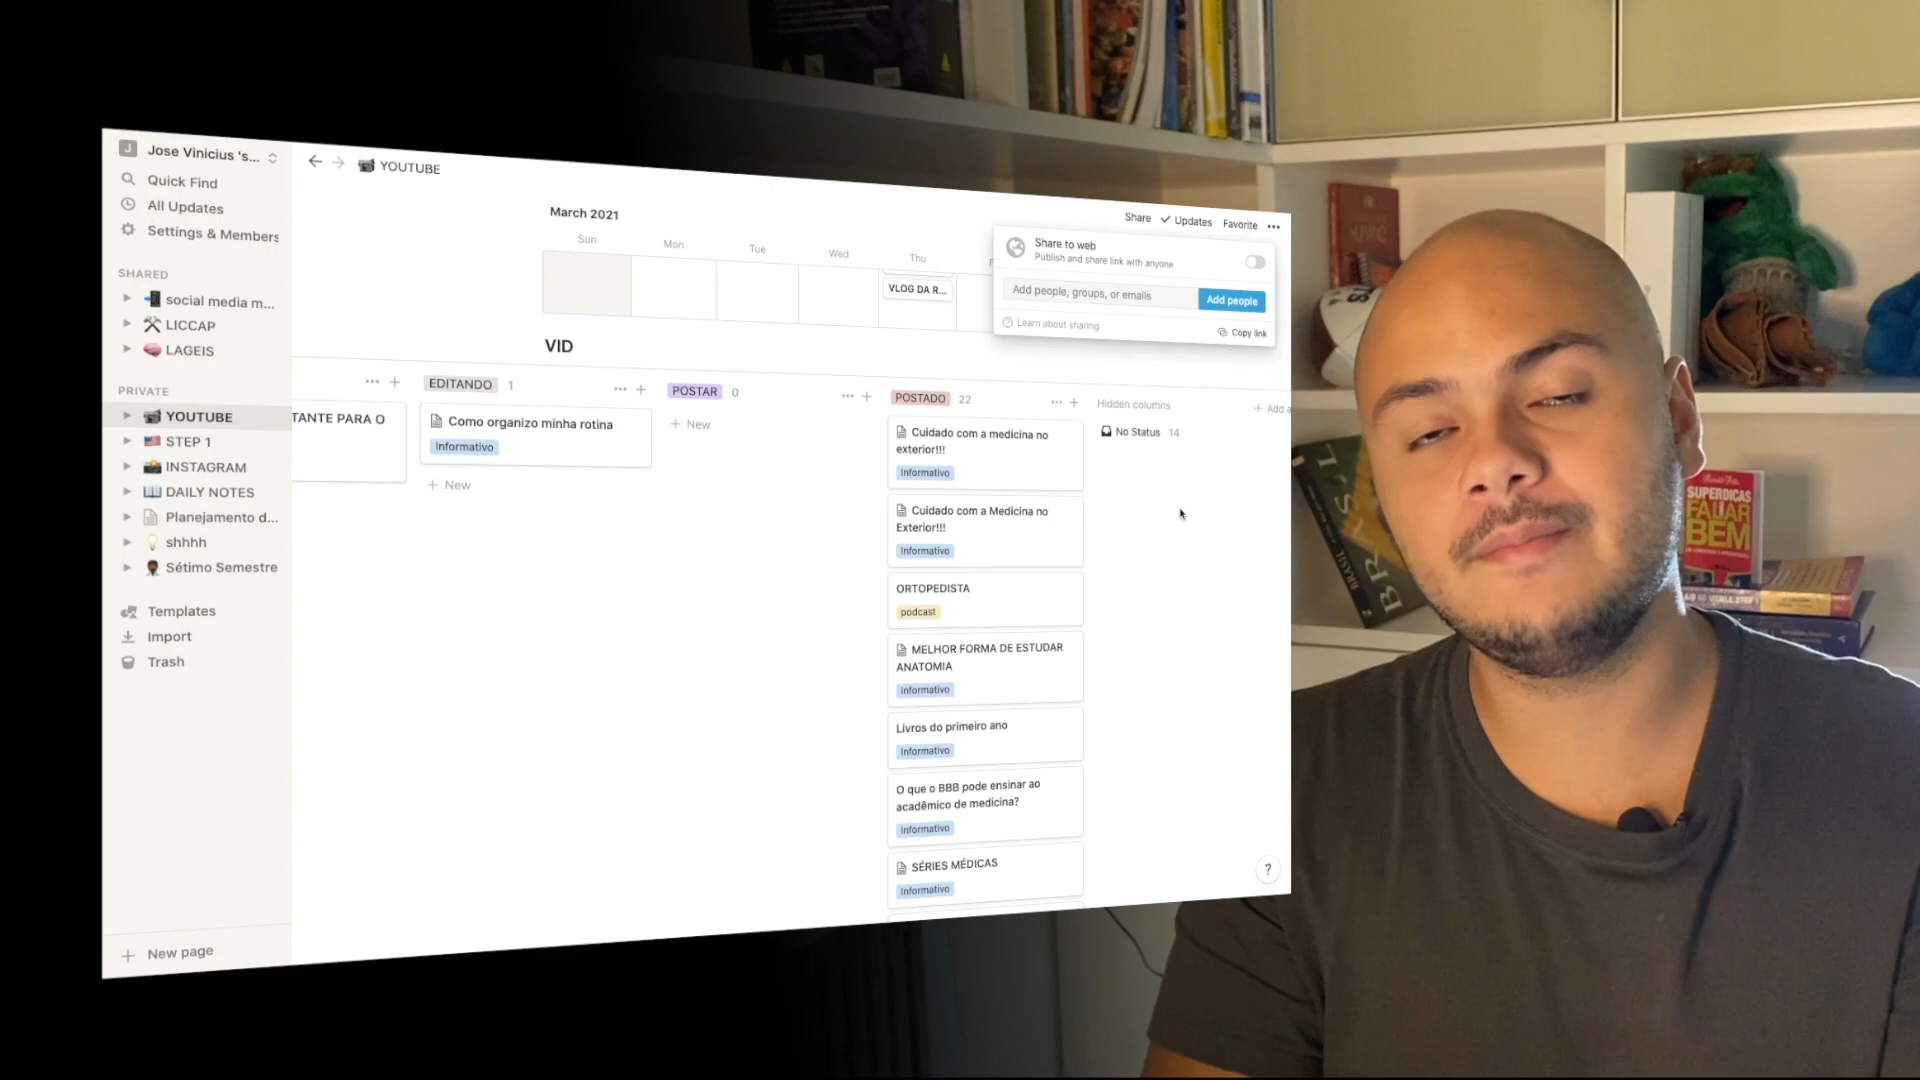 J Jose Vinicius 's...
Quick Find
All Updates
Settings & Members
SHARED
social media m...
LICCAP
LAGEIS
PRIVATE
YOUTUBE
STEP 1
INSTAGRAM
DAILY NOTES
Planejamento d...
shhhh
Sétimo Semestre
Templates
Import
Trash
New page
YOUTUBE
Share
Updates
Favorite
March 2021
Sun
Mon
Tue
Wed
Thu
VLOG DA R...
Share to web
Publish and share link with anyone
Add people, groups, or emails
Add people
Learn about sharing
Copy link
VID
TANTE PARA O
EDITANDO 1
Como organizo minha rotina
Informativo
+ New
POSTAR 0
+ New
POSTADO 22
Cuidado com a medicina no
exterior!!!
Informativo
Cuidado com a Medicina no
Exterior!!!
Informativo
ORTOPEDISTA
podcast
MELHOR FORMA DE ESTUDAR
ANATOMIA
Informativo
Livros do primeiro ano
Informativo
O que o BBB pode ensinar ao
acadêmico de medicina?
Informativo
SÉRIES MÉDICAS
Informativo
Hidden columns
+ Add a
No Status 14
?
BRASIL
SUPERDICAS
FALAR
BEM